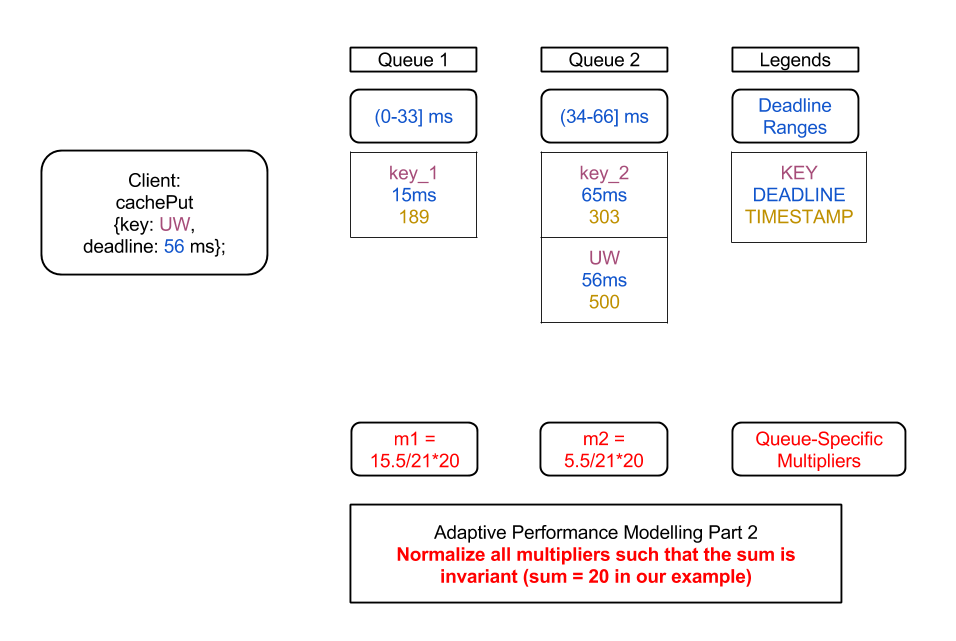 Queue 1
Queue 2
Legends
(0-33] ms
(34-66] ms
Deadline
Ranges
Client:
cachePut
{key: UW,
deadline: 56 ms};
key_1
15ms
189
key_2
65ms
303
KEY
DEADLINE
TIMESTAMP
UW
56ms
500
m1 =
15.5/21*20
m2 =
5.5/21*20
Queue-Specific
Multipliers
Adaptive Performance Modelling Part 2
Normalize all multipliers such that the sum is
invariant (sum = 20 in our example)